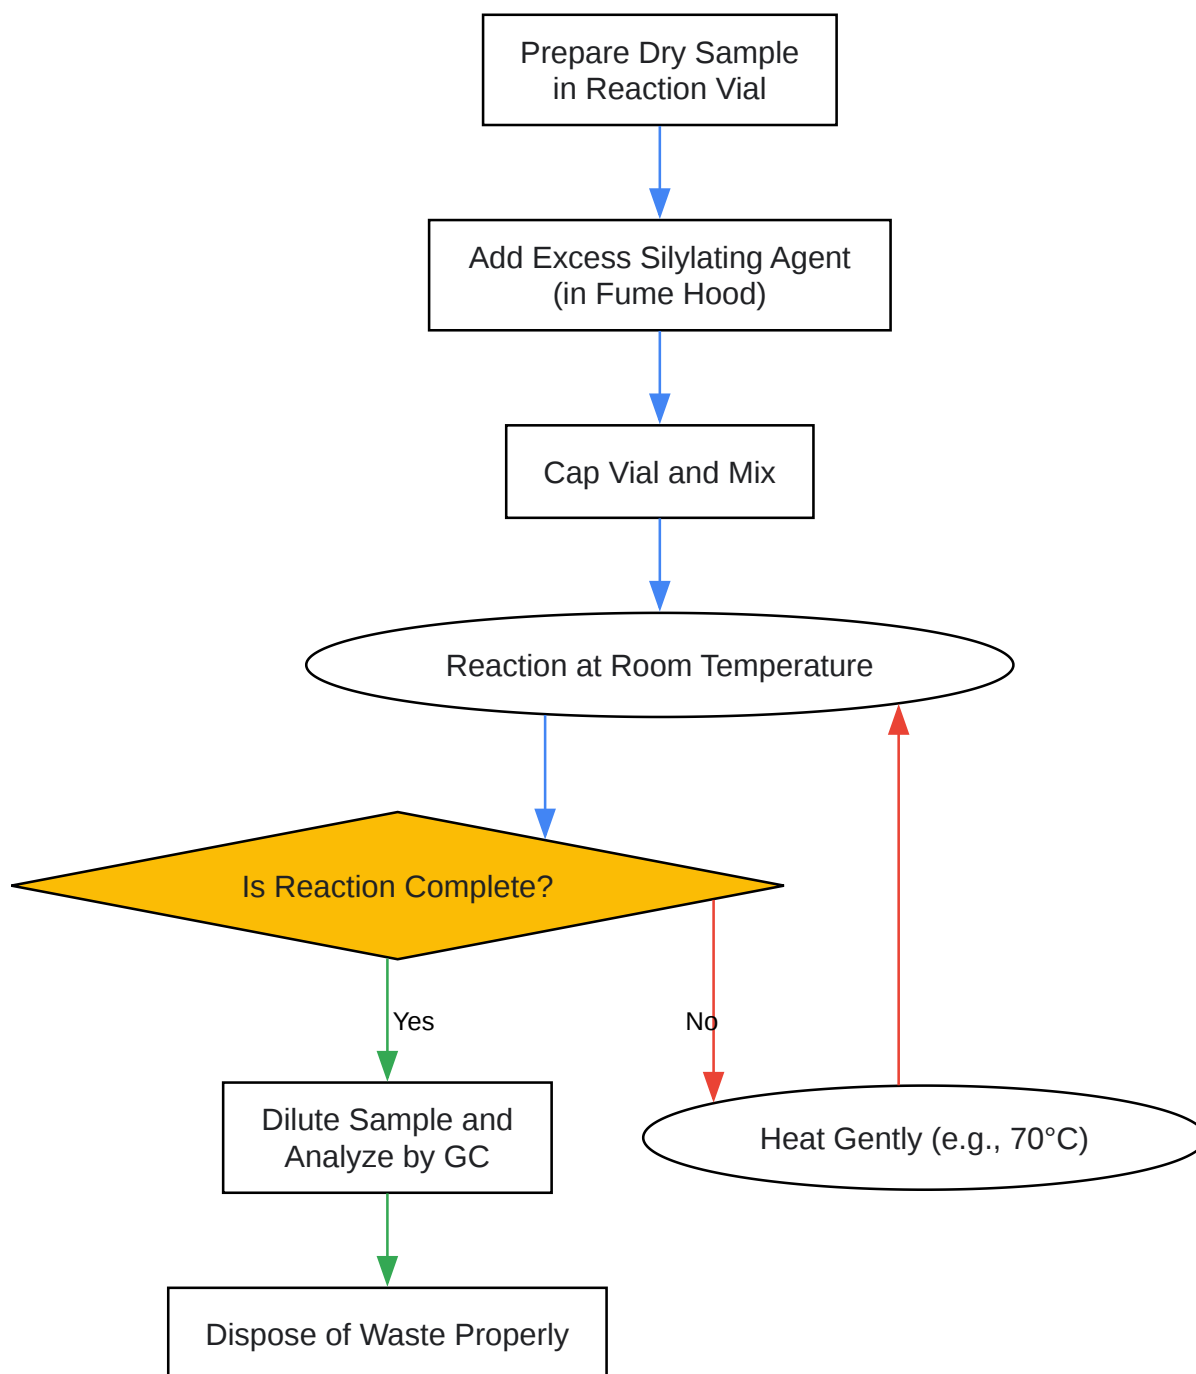 Prepare Dry Sample
in Reaction Vial
Add Excess Silylating Agent
(in Fume Hood)
Cap Vial and Mix
Reaction at Room Temperature
Is Reaction Complete?
Yes
No
Dilute Sample and
Analyze by GC
Heat Gently (e.g., 70°C)
Dispose of Waste Properly